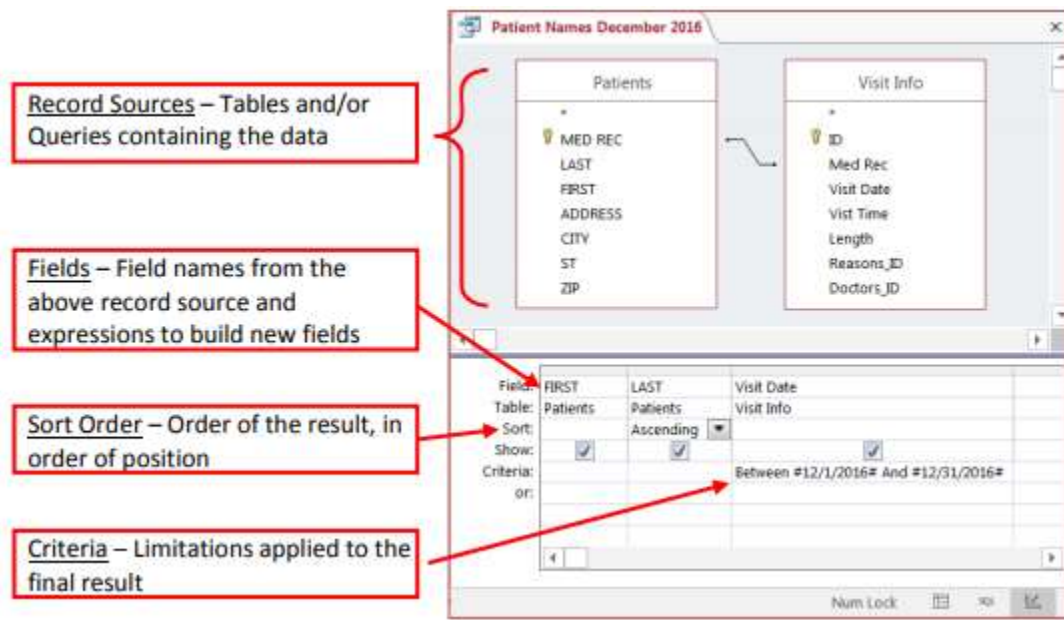 Patient Names December 2016
Record Sources – Tables and/or
Queries containing the data
Patients
*
MED REC
LAST
FIRST
ADDRESS
CITY
ST
ZIP
Visit Info
*
ID
Med Rec
Visit Date
Vist Time
Length
Reasons_ID
Doctors_ID
Fields – Field names from the
above record source and
expressions to build new fields
Sort Order – Order of the result, in
order of position
Criteria – Limitations applied to the
final result
Field: FIRST LAST Visit Date
Table: Patients Patients Visit Info
Sort: Ascending
Show:
Criteria: Between #12/1/2016# And #12/31/2016#
or:
Num Lock SQL